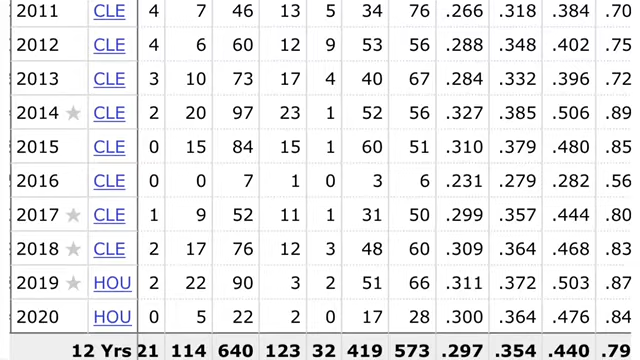 2011 CLE 4 7 46 13 5 34 76 .266 .318 .384 .70
2012 CLE 4 6 60 12 9 53 56 .288 .348 .402 .75
2013 CLE 3 10 73 17 4 40 67 .284 .332 .396 .72
2014 ★ CLE 2 20 97 23 1 52 56 .327 .385 .506 .89
2015 CLE 0 15 84 15 1 60 51 .310 .379 .480 .85
2016 CLE 0 0 7 1 0 3 6 .231 .279 .282 .56
2017 ★ CLE 1 9 52 11 1 31 50 .299 .357 .444 .80
2018 ★ CLE 2 17 76 12 3 48 60 .309 .364 .468 .83
2019 ★ HOU 2 22 90 3 2 51 66 .311 .372 .503 .87
2020 HOU 0 5 22 2 0 17 28 .300 .364 .476 .84
12 Yrs 21 114 640 123 32 419 573 .297 .354 .440 .79